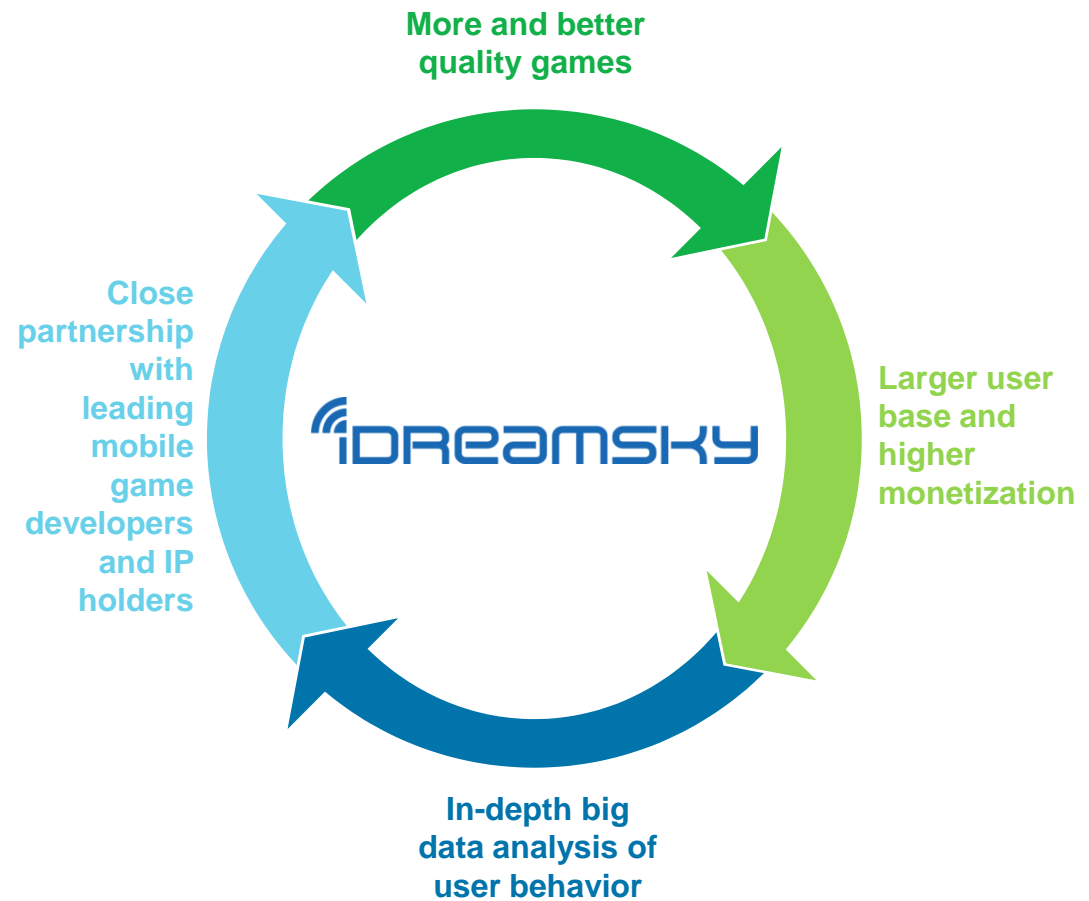 More and better
quality games
Close
partnership
with
leading
mobile
game
developers
and IP
holders
iDREAMSKY
Larger user
base and
higher
monetization
In-depth big
data analysis of
user behavior